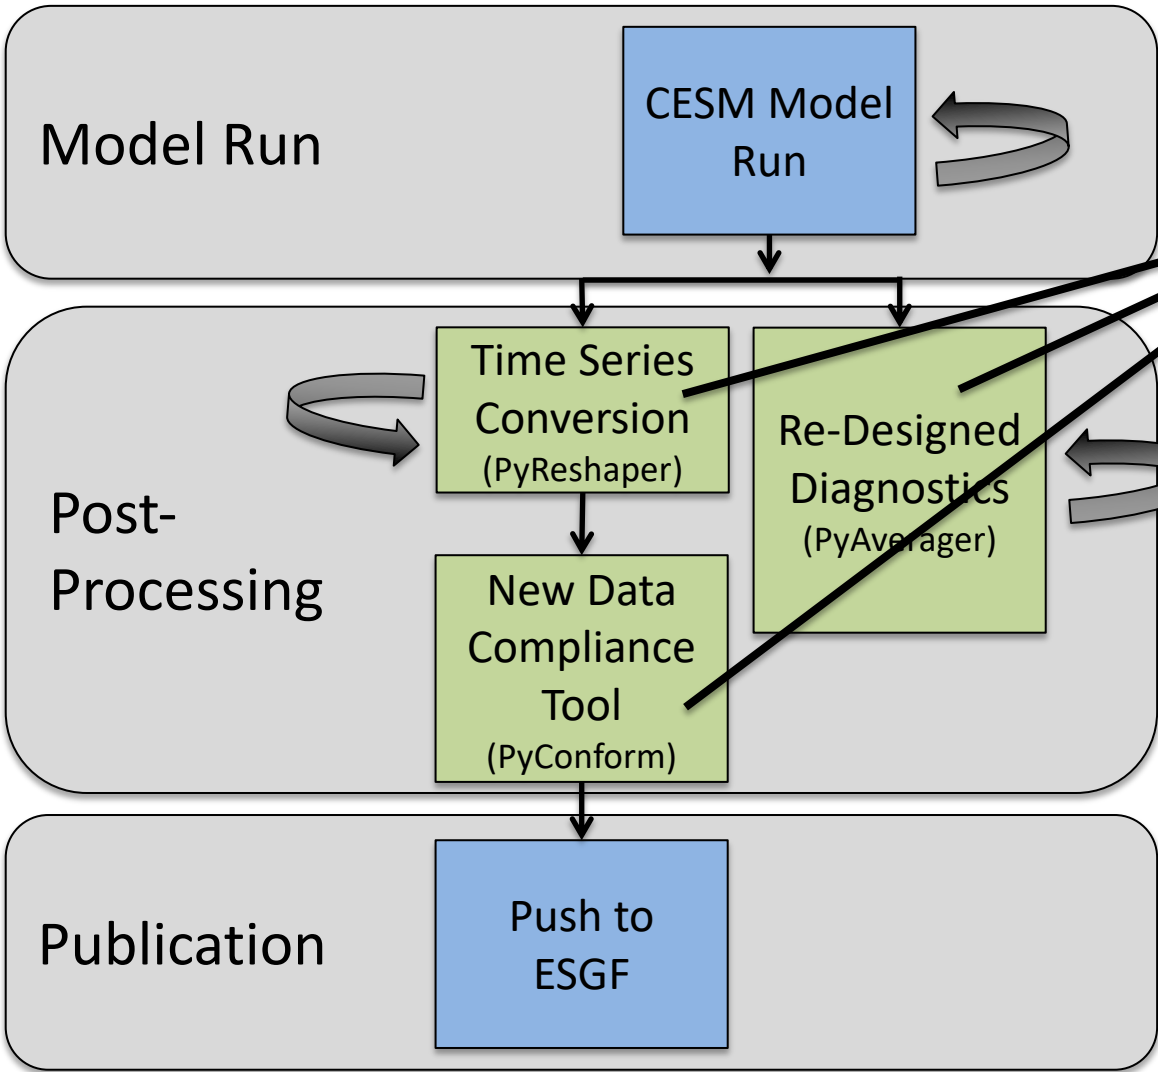 Model Run
CESM Model
Run
Time Series
Conversion
(PyReshaper)
Re-Designed
Diagnostics
(PyAverager)
Post-
Processing
New Data
Compliance
Tool
(PyConform)
Publication
Push to
ESGF